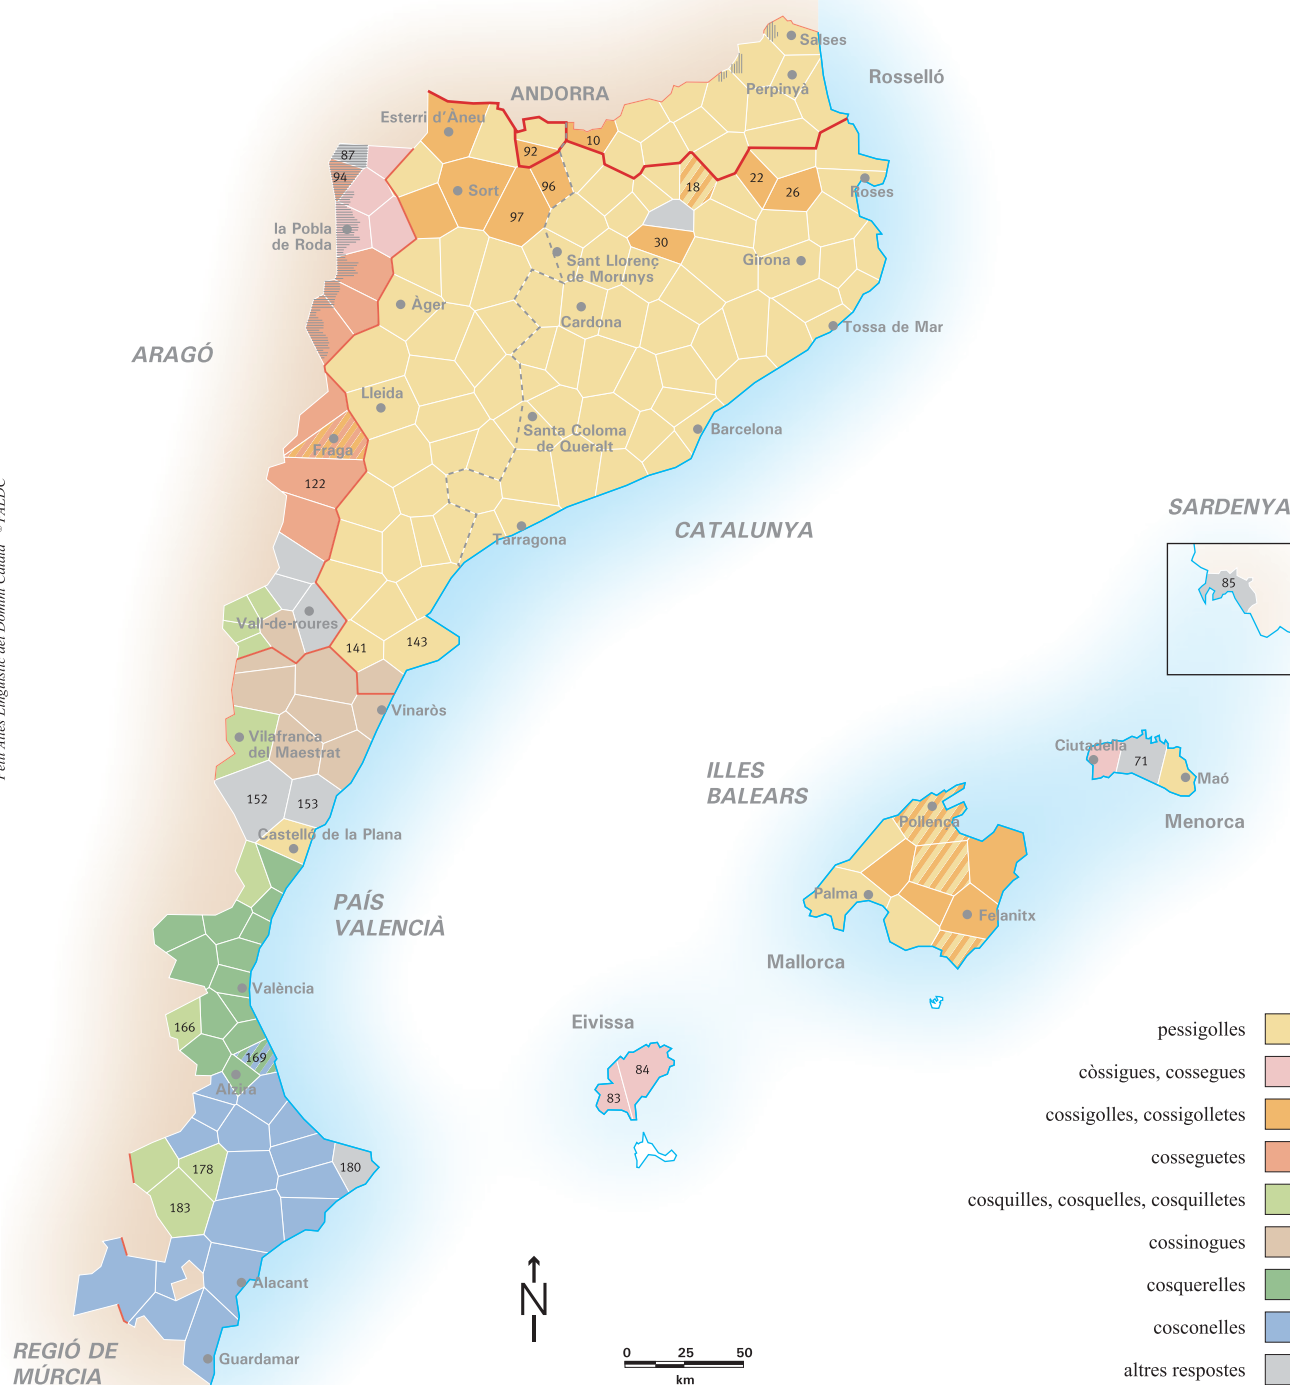 Salses
Rosselló
Perpinyà
ANDORRA
Esterri d'Àneu
10
92
87
94
Sort
96
97
18
22
26
Roses
30
la Pobla
de Roda
Sant Llorenç
de Morunys
Girona
Àger
Cardona
Tossa de Mar
ARAGÓ
Lleida
Santa Coloma
de Queralt
Barcelona
Fraga
122
Tarragona
CATALUNYA
SARDENYA
85
Vall-de-roures
141
143
Vinaròs
Vilafranca
del Maestrat
152
153
Castelló de la Plana
ILLES
BALEARS
Ciutadella
71
Maó
Menorca
Pollença
Palma
Felanitx
Mallorca
PAÍS
VALENCIÀ
València
166
169
Alzira
Eivissa
84
83
178
180
183
Alacant
Guardamar
REGIÓ DE
MÚRCIA
N
0 25 50
km
pessigolles
còssigues, cossegues
cossigolles, cossigolletes
cosseguetes
cosquilles, cosquelles, cosquilletes
cossinogues
cosquerelles
cosconelles
altres respostes